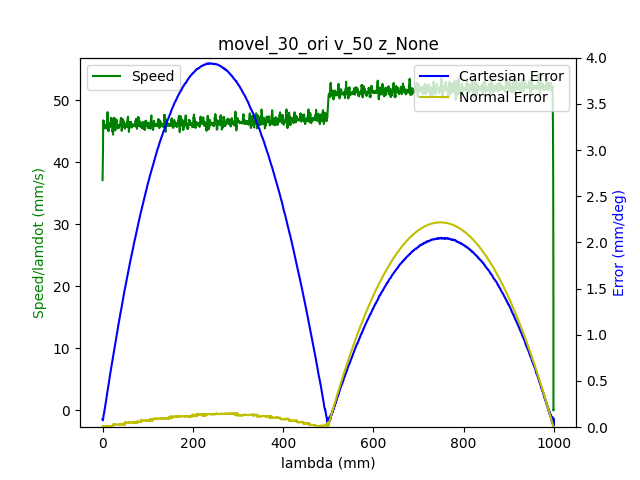 movel_30_ori v_50 z_None
Speed
Cartesian Error
Normal Error
Speed/lamdot (mm/s)
50
40
30
20
10
0
4.0
3.5
3.0
2.5
2.0
1.5
1.0
0.5
0.0
Error (mm/deg)
0 200 400 600 800 1000
lambda (mm)